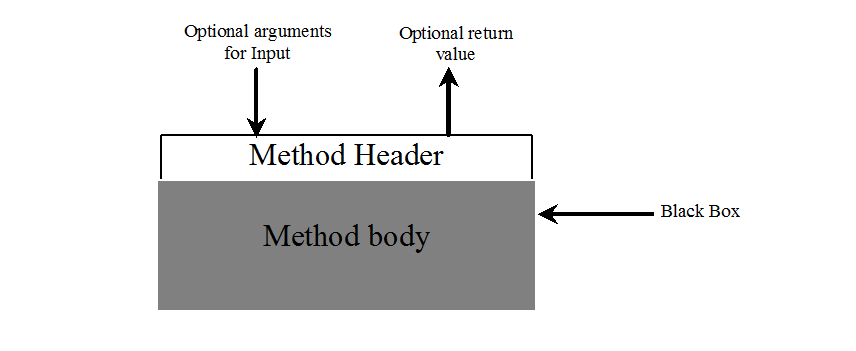 Optional arguments
for Input
Optional return
value
Method Header
Method body
Black Box